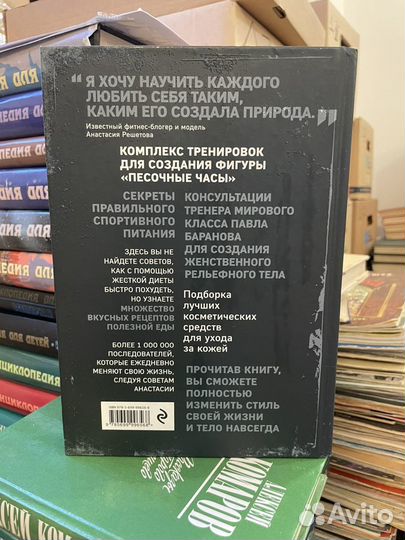 "Я ХОЧУ НАУЧИТЬ КАЖДОГО
ЛЮБИТЬ СЕБЯ ТАКИМ,
КАКИМ ЕГО СОЗДАЛА ПРИРОДА."
Известный фитнес-блогер и модель
Анастасия Решетова
КОМПЛЕКС ТРЕНИРОВОК
ДЛЯ СОЗДАНИЯ ФИГУРЫ
«ПЕСОЧНЫЕ ЧАСЫ»
СЕКРЕТЫ
ПРАВИЛЬНОГО
СПОРТИВНОГО
ПИТАНИЯ
КОНСУЛЬТАЦИИ
ТРЕНЕРА МИРОВОГО
КЛАССА ПАВЛА
БАРАНОВА
ДЛЯ СОЗДАНИЯ
ЖЕНСТВЕННОГО
РЕЛЬЕФНОГО ТЕЛА
ЗДЕСЬ ВЫ НЕ
НАЙДЕТЕ СОВЕТОВ,
КАК С ПОМОЩЬЮ
ЖЕСТКОЙ ДИЕТЫ
БЫСТРО ПОХУДЕТЬ,
НО УЗНАЕТЕ
МНОЖЕСТВО
ВКУСНЫХ РЕЦЕПТОВ
ПОЛЕЗНОЙ ЕДЫ
Подборка
лучших
косметических
средств
для ухода
за кожей
БОЛЕЕ 1 000 000
ПОСЛЕДОВАТЕЛЕЙ,
КОТОРЫЕ ЕЖЕДНЕВНО
МЕНЯЮТ СВОЮ ЖИЗНЬ,
СЛЕДУЯ СОВЕТАМ
АНАСТАСИИ
ПРОЧИТАВ КНИГУ,
ВЫ СМОЖЕТЕ
ПОЛНОСТЬЮ
ИЗМЕНИТЬ СТИЛЬ
СВОЕЙ ЖИЗНИ
И ТЕЛО НАВСЕГДА
АЛЕКСЕЙ
КОМАРОВ
СЕЙ КОМ
Avito